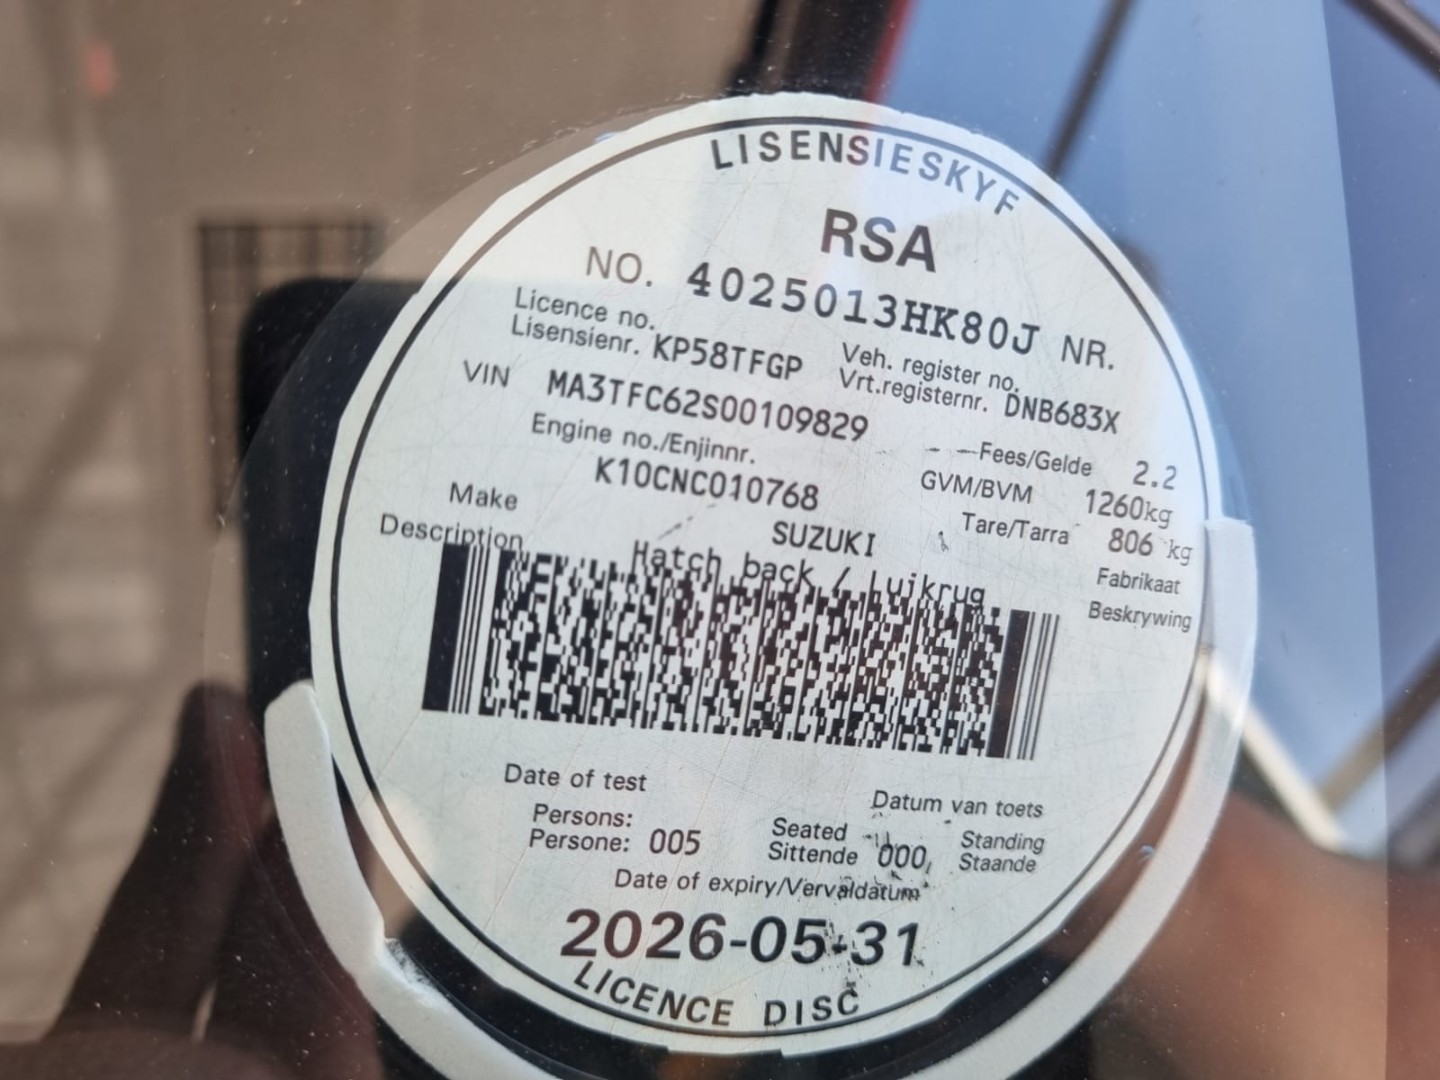 LISENSIESKYF
RSA
NO. 4025013HK80J NR.
Licence no. Veh. register no.
Lisensienr. KP58TFGP Vrt.registernr. DNB683X
VIN MA3TFC62S00109829
Engine no./Enjinnr. Fees/Gelde 2.2
K10CNC010768 GVM/BVM 1260kg
Make SUZUKI Tare/Tarra 806 kg
Fabrikaat
Description Hatch back / Luikrug Beskrywing
Date of test Datum van toets
Persons: Seated Standing
Persone: 005 Sittende 000 Staande
Date of expiry/Vervaldatum
2026-05-31
LICENCE DISC